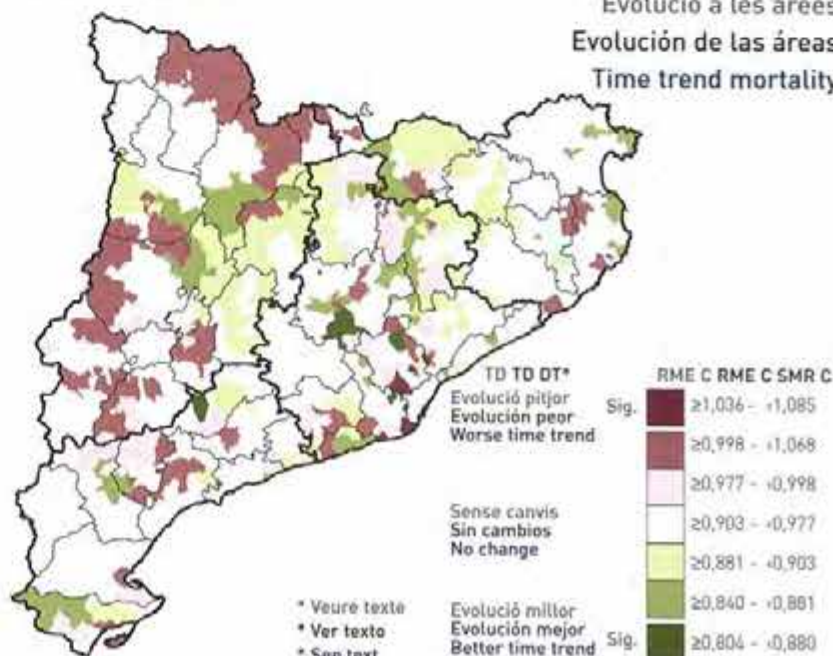 Evolució a les àrees
Evolución de las áreas
Time trend mortality
TD TD DT*
Evolució pitjor
Evolución peor
Worse time trend
Sense canvis
Sin cambios
No change
Evolució millor
Evolución mejor
Better time trend
* Veure texte
* Ver texto
* See text
RME C RME C SMR C
Sig. ≥1,036 - <1,085
≥0,998 - <1,068
≥0,977 - <0,998
≥0,903 - <0,977
≥0,881 - <0,903
≥0,840 - <0,881
Sig. ≥0,804 - <0,880